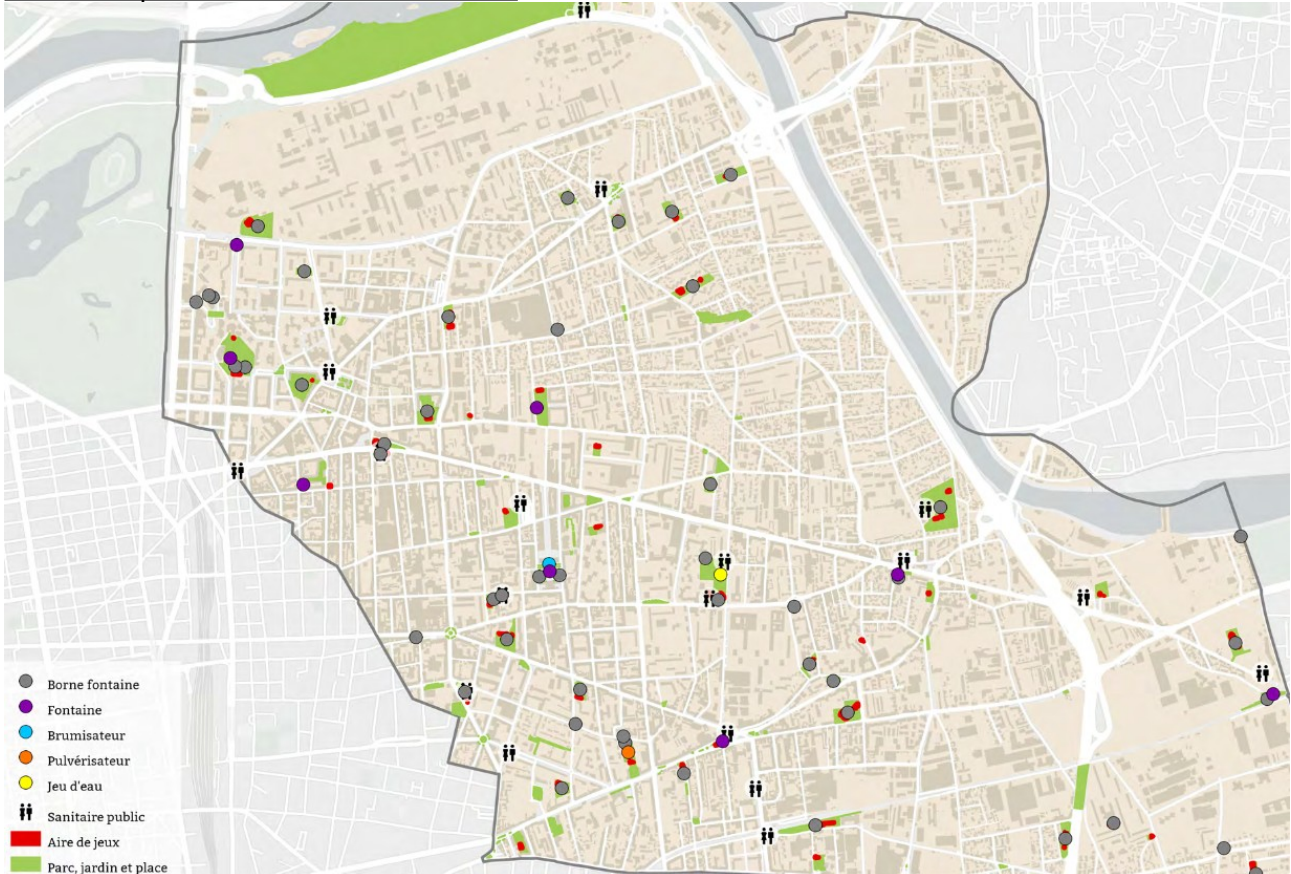 Borne fontaine
Fontaine
Brumisateur
Pulvérisateur
Jeu d'eau
Sanitaire public
Aire de jeux
Parc, jardin et place